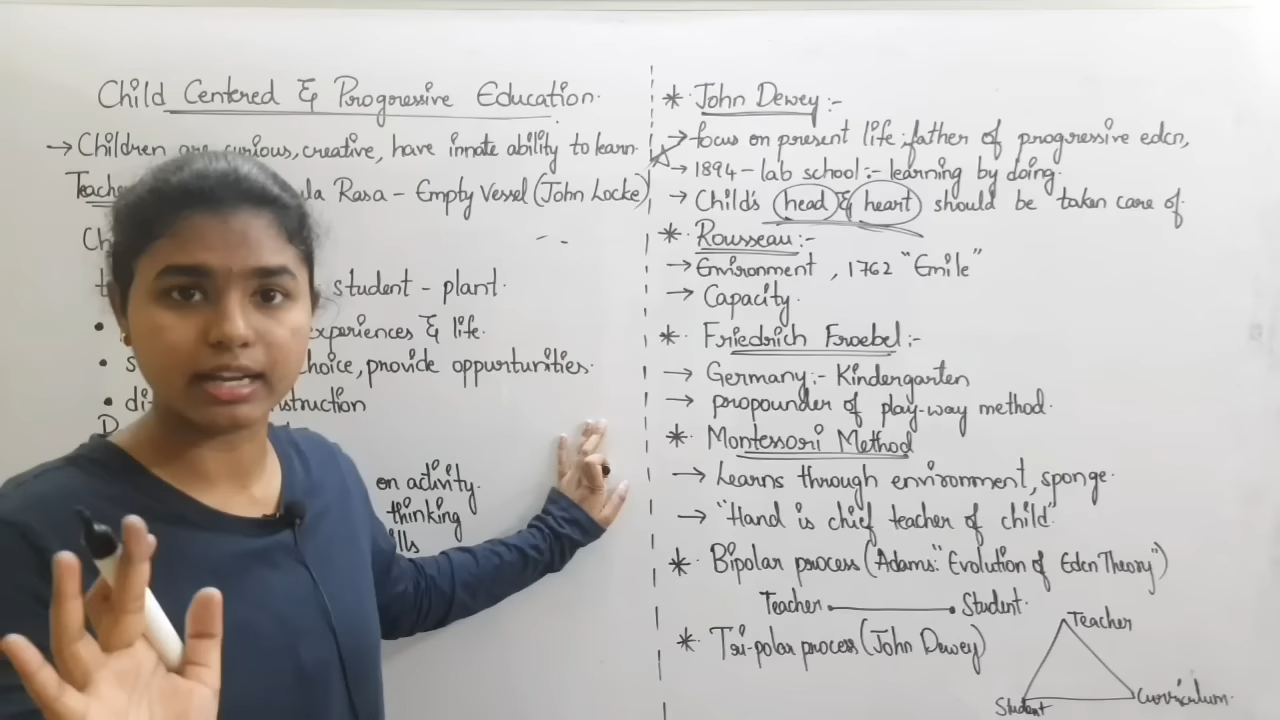 Child Centered & Progressive Education.
→ Children are curious, creative, have innate ability to learn.
Rasa - Empty Vessel (John Locke)
student - plant.
experiences & life.
choice, provide oppurtunities.
on activity.
thinking
* John Dewey :-
→ focus on present life ; father of progressive edcn,
→ 1894 - lab school :- learning by doing.
→ Child's head & heart should be taken care of.
* Rousseau :-
→ Environment , 1762 "Emile"
→ Capacity.
* Friedrich Froebel :-
→ Germany :- Kindergarten
→ propounder of play-way method.
* Montessori Method
→ Learns through environment, sponge.
→ "Hand is chief teacher of child"
* Bipolar process (Adams: "Evolution of Edcn Theory")
Teacher Student.
* Tri-polar process (John Dewey)
Teacher
Student Curriculum.